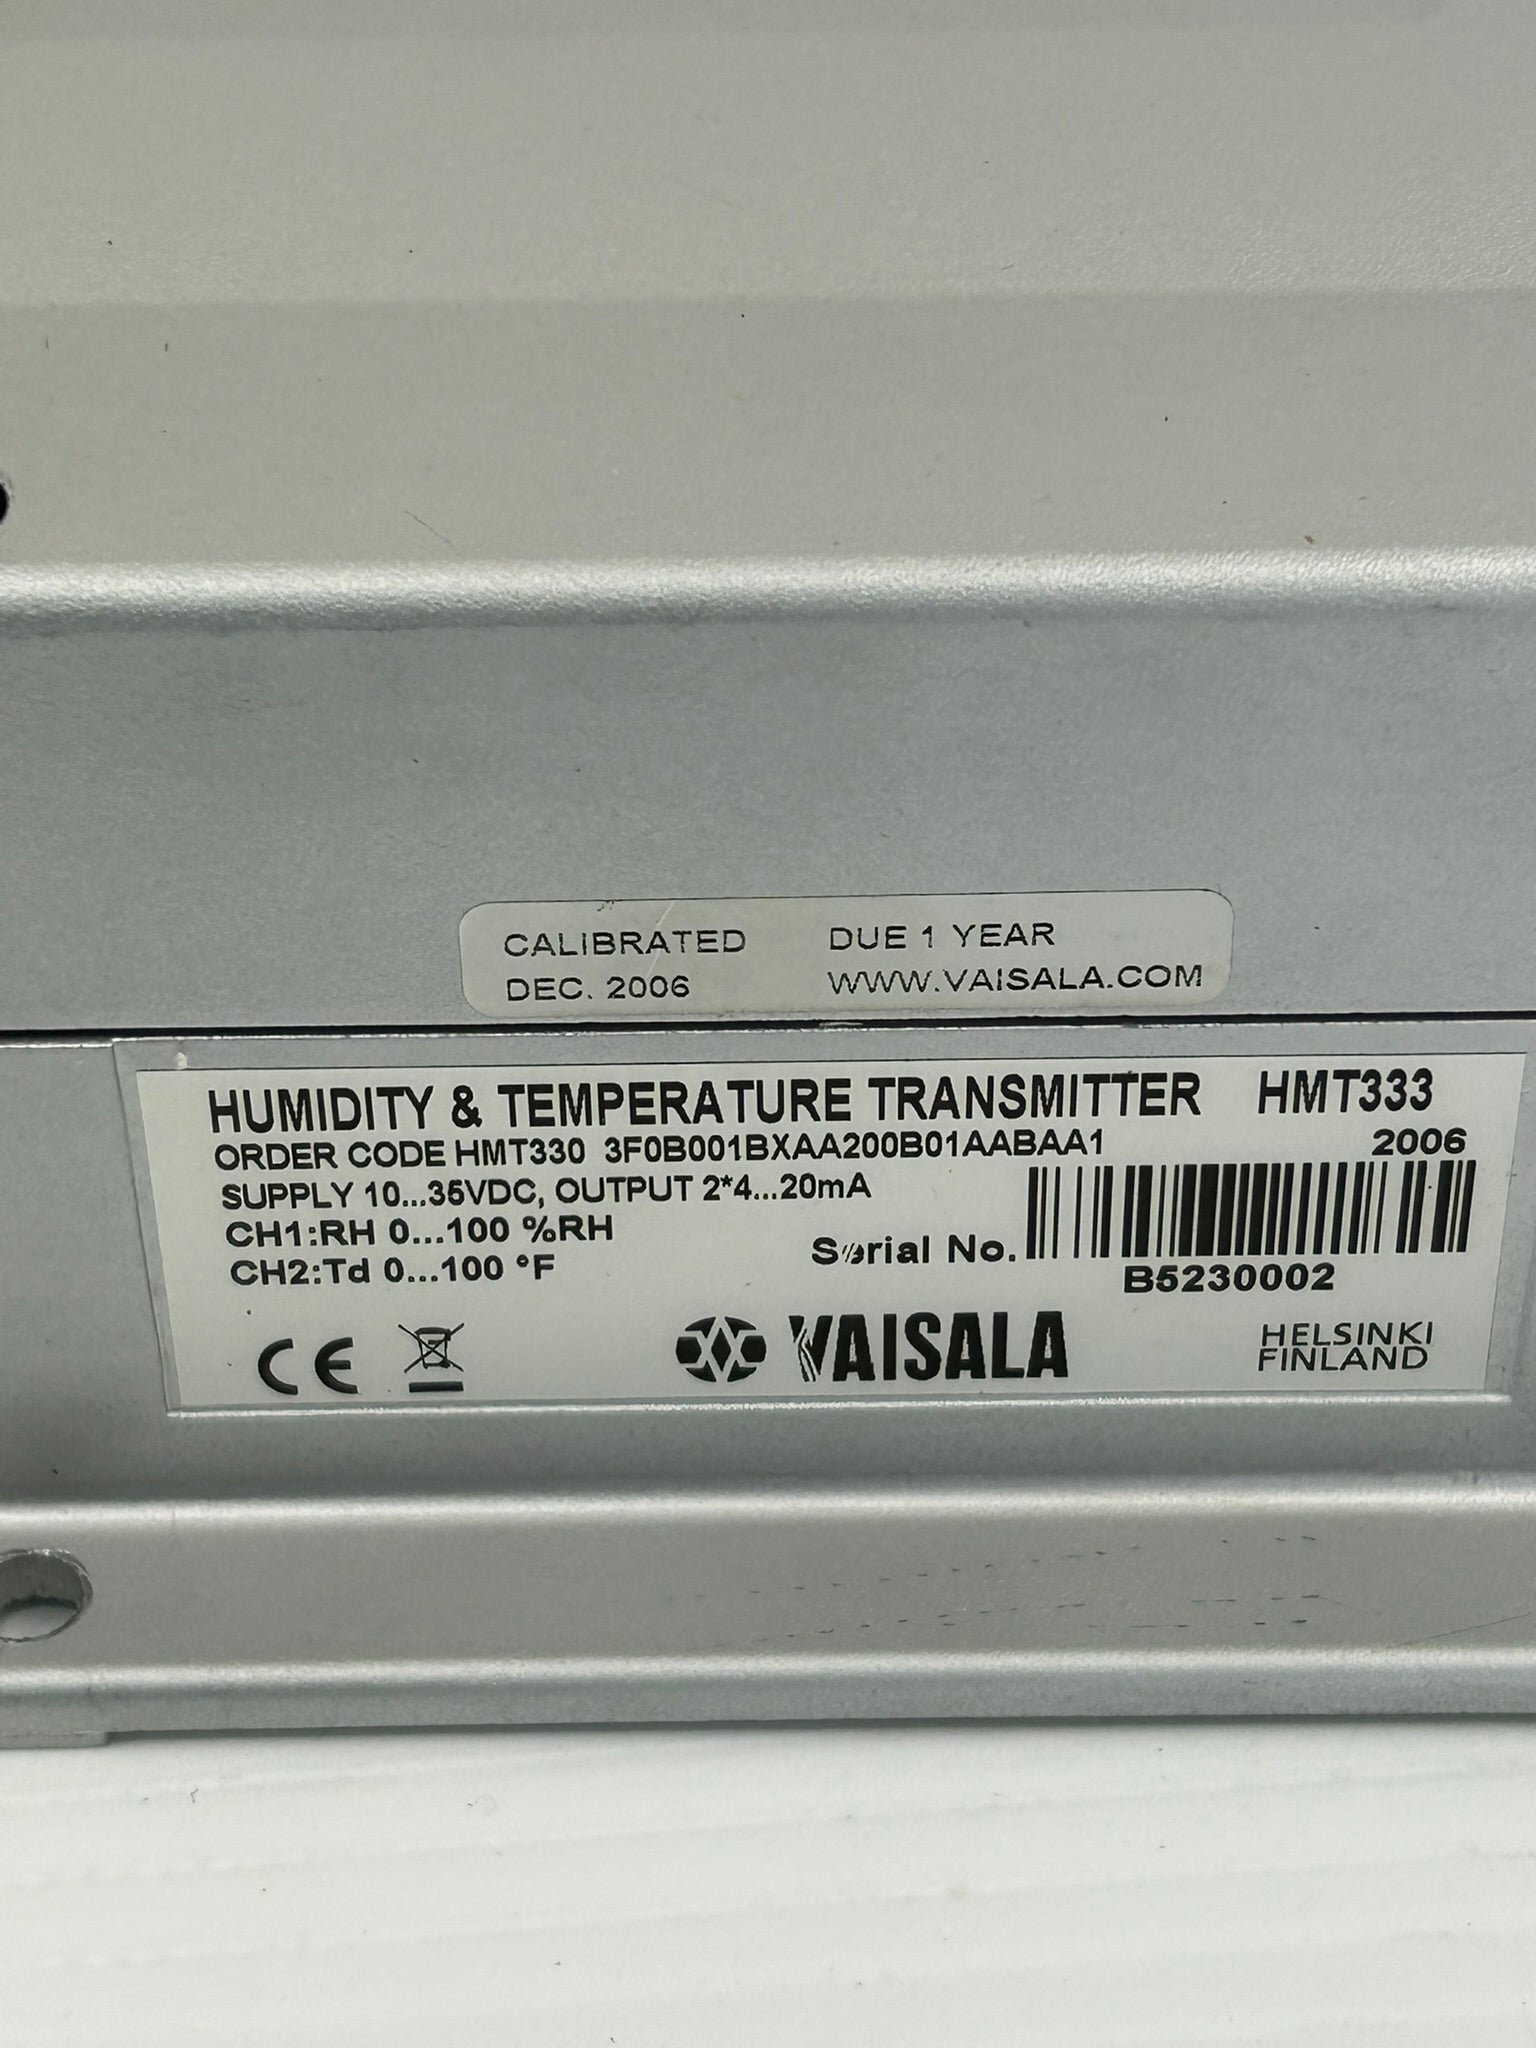 CALIBRATED DUE 1 YEAR
DEC. 2006 WWW.VAISALA.COM
HUMIDITY & TEMPERATURE TRANSMITTER HMT333
ORDER CODE HMT330 3F0B001BXAA200B01AABAA1 2006
SUPPLY 10...35VDC, OUTPUT 2*4...20mA
CH1:RH 0...100 %RH
Serial No.
CH2:Td 0...100 °F
B5230002
CE
VAISALA
HELSINKI
FINLAND